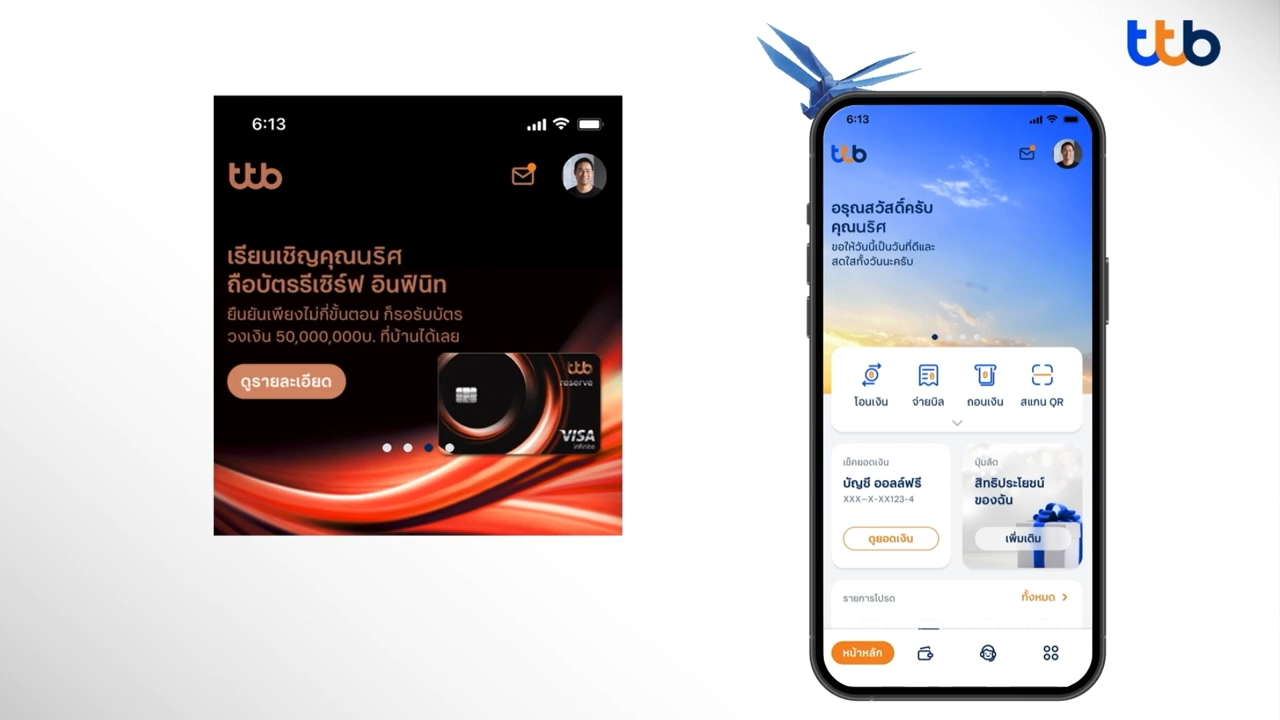 ttb
6:13
ttb
เรียนเชิญคุณนริศ
ถือบัตรรีเซิร์ฟ อินฟินิท
ยืนยันเพียงไม่กี่ขั้นตอน ก็รอรับบัตร
วงเงิน 50,000,000บ. ที่บ้านได้เลย
ดูรายละเอียด
ttb
reserve
VISA
Infinite
6:13
ttb
อรุณสวัสดิ์ครับ
คุณนริศ
ขอให้วันนี้เป็นวันที่ดีและ
สดใสทั้งวันนะครับ
โอนเงิน จ่ายบิล ถอนเงิน สแกน QR
เช็คยอดเงิน
บัญชี ออลล์ฟรี
XXX-X-XX123-4
ดูยอดเงิน
ปุ่มลัด
สิทธิประโยชน์
ของฉัน
เพิ่มเติม
รายการโปรด ทั้งหมด
หน้าหลัก